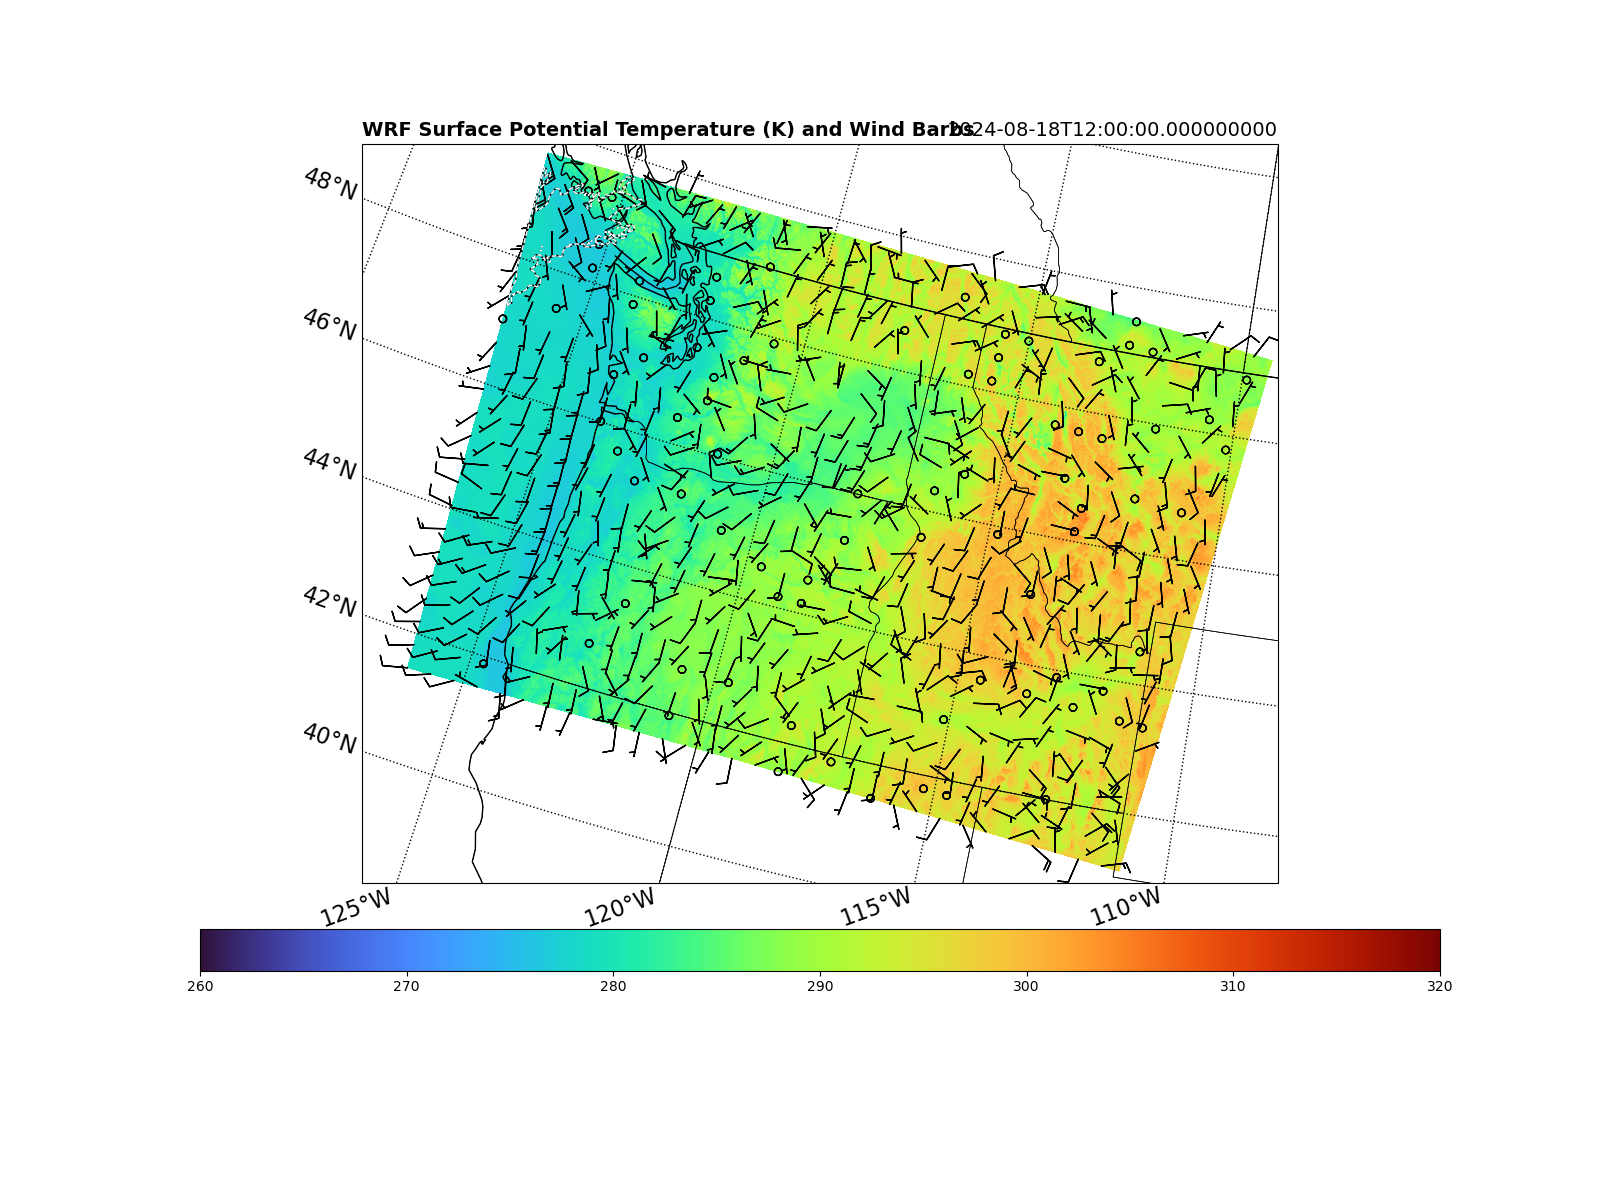 WRF Surface Potential Temperature (K) and Wind Barbs
2024-08-18T12:00:00.000000000
48°N
46°N
44°N
42°N
40°N
125°W 120°W 115°W 110°W
260 270 280 290 300 310 320